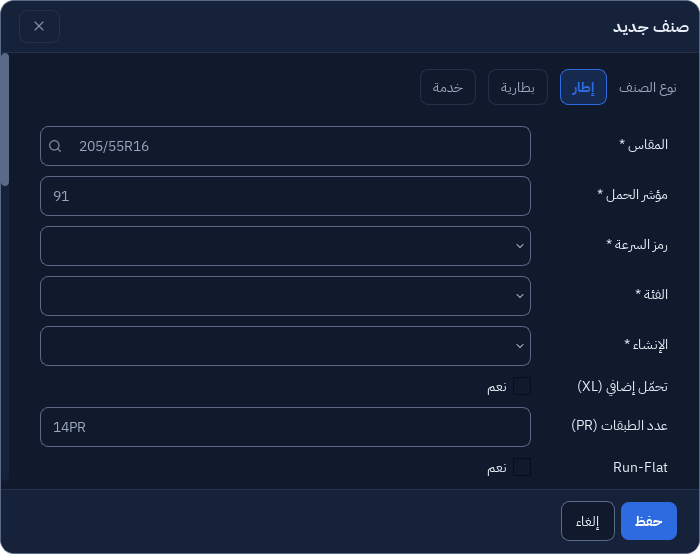 صنف جديد
نوع الصنف إطار بطارية خدمة
المقاس * 205/55R16
مؤشر الحمل * 91
رمز السرعة *
الفئة *
الإنشاء *
تحمّل إضافي (XL) نعم
عدد الطبقات (PR) 14PR
Run-Flat نعم
حفظ إلغاء